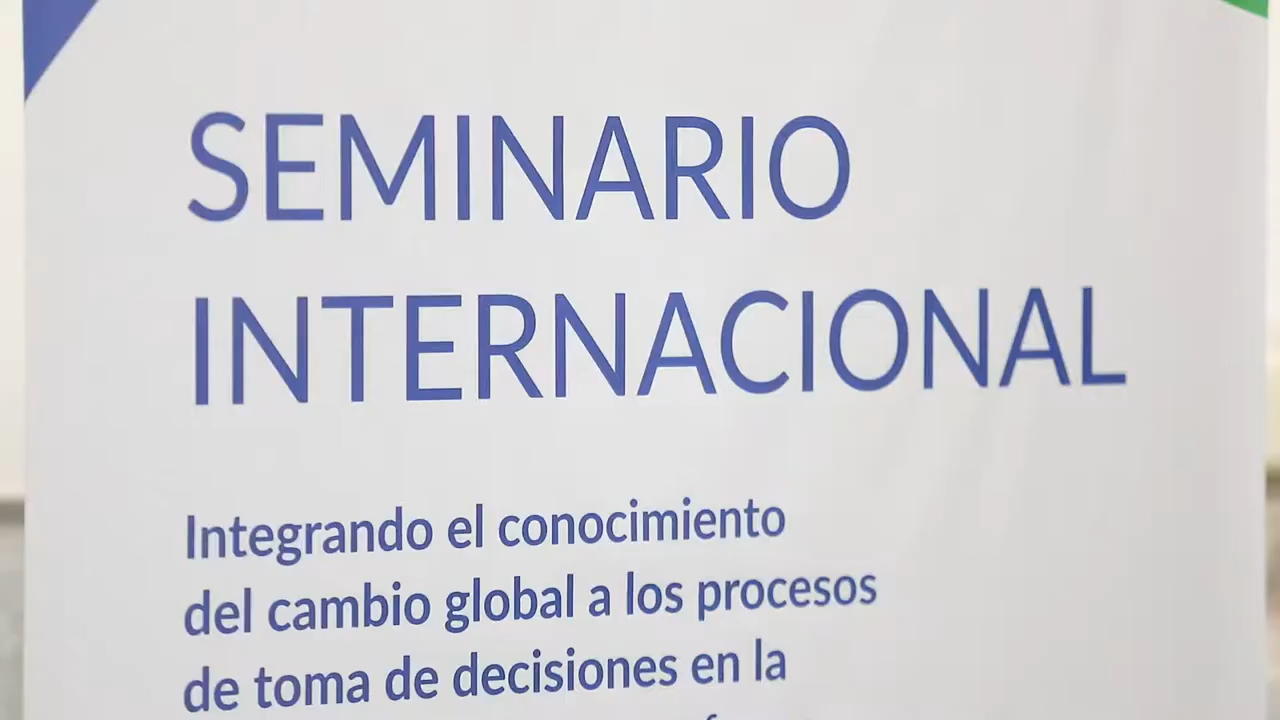 SEMINARIO
INTERNACIONAL
Integrando el conocimiento
del cambio global a los procesos
de toma de decisiones en la